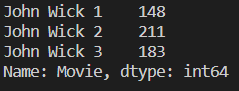 John Wick 1    148
John Wick 2    211
John Wick 3    183
Name: Movie, dtype: int64